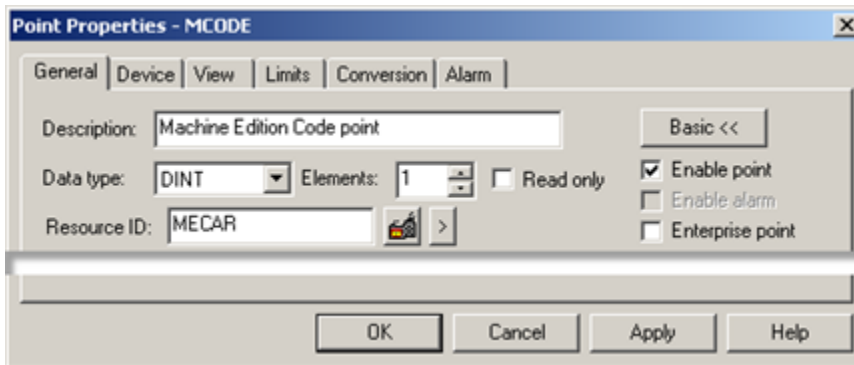 Point Properties - MCODE
General Device View Limits Conversion Alarm
Description: Machine Edition Code point Basic <<
Data type: DINT Elements: 1 Read only Enable point
Enable alarm
Resource ID: MECAR > Enterprise point
OK Cancel Apply Help